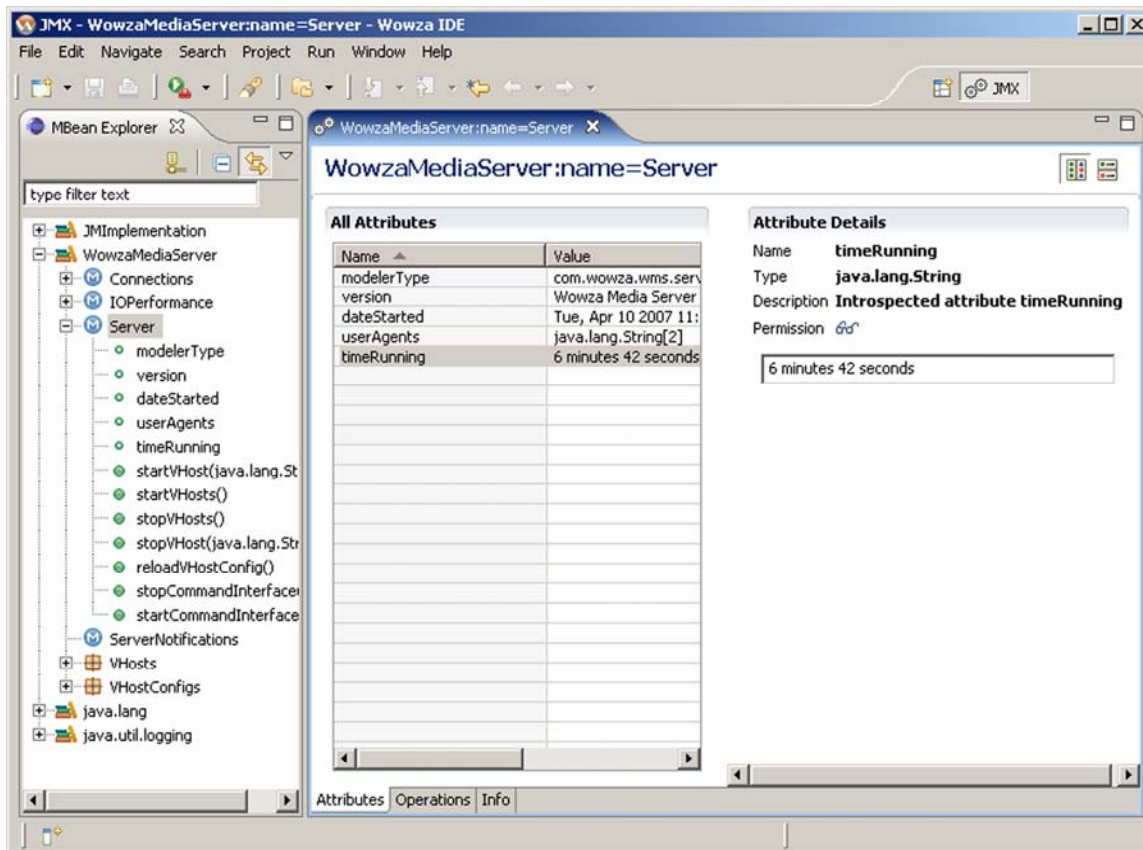 JMX - WowzaMediaServer:name=Server - Wowza IDE
File Edit Navigate Search Project Run Window Help
JMX
MBean Explorer
WowzaMediaServer:name=Server
WowzaMediaServer:name=Server
type filter text
JMImplementation
WowzaMediaServer
Connections
IOPerformance
Server
modelerType
version
dateStarted
userAgents
timeRunning
startVHost(java.lang.St
startVHosts()
stopVHosts()
stopVHost(java.lang.Str
reloadVHostConfig()
stopCommandInterface
startCommandInterface
ServerNotifications
VHosts
VHostConfigs
java.lang
java.util.logging
All Attributes
Name Value
modelerType com.wowza.wms.serv
version Wowza Media Server
dateStarted Tue, Apr 10 2007 11:
userAgents java.lang.String[2]
timeRunning 6 minutes 42 seconds
Attribute Details
Name timeRunning
Type java.lang.String
Description Introspected attribute timeRunning
Permission
6 minutes 42 seconds
Attributes Operations Info